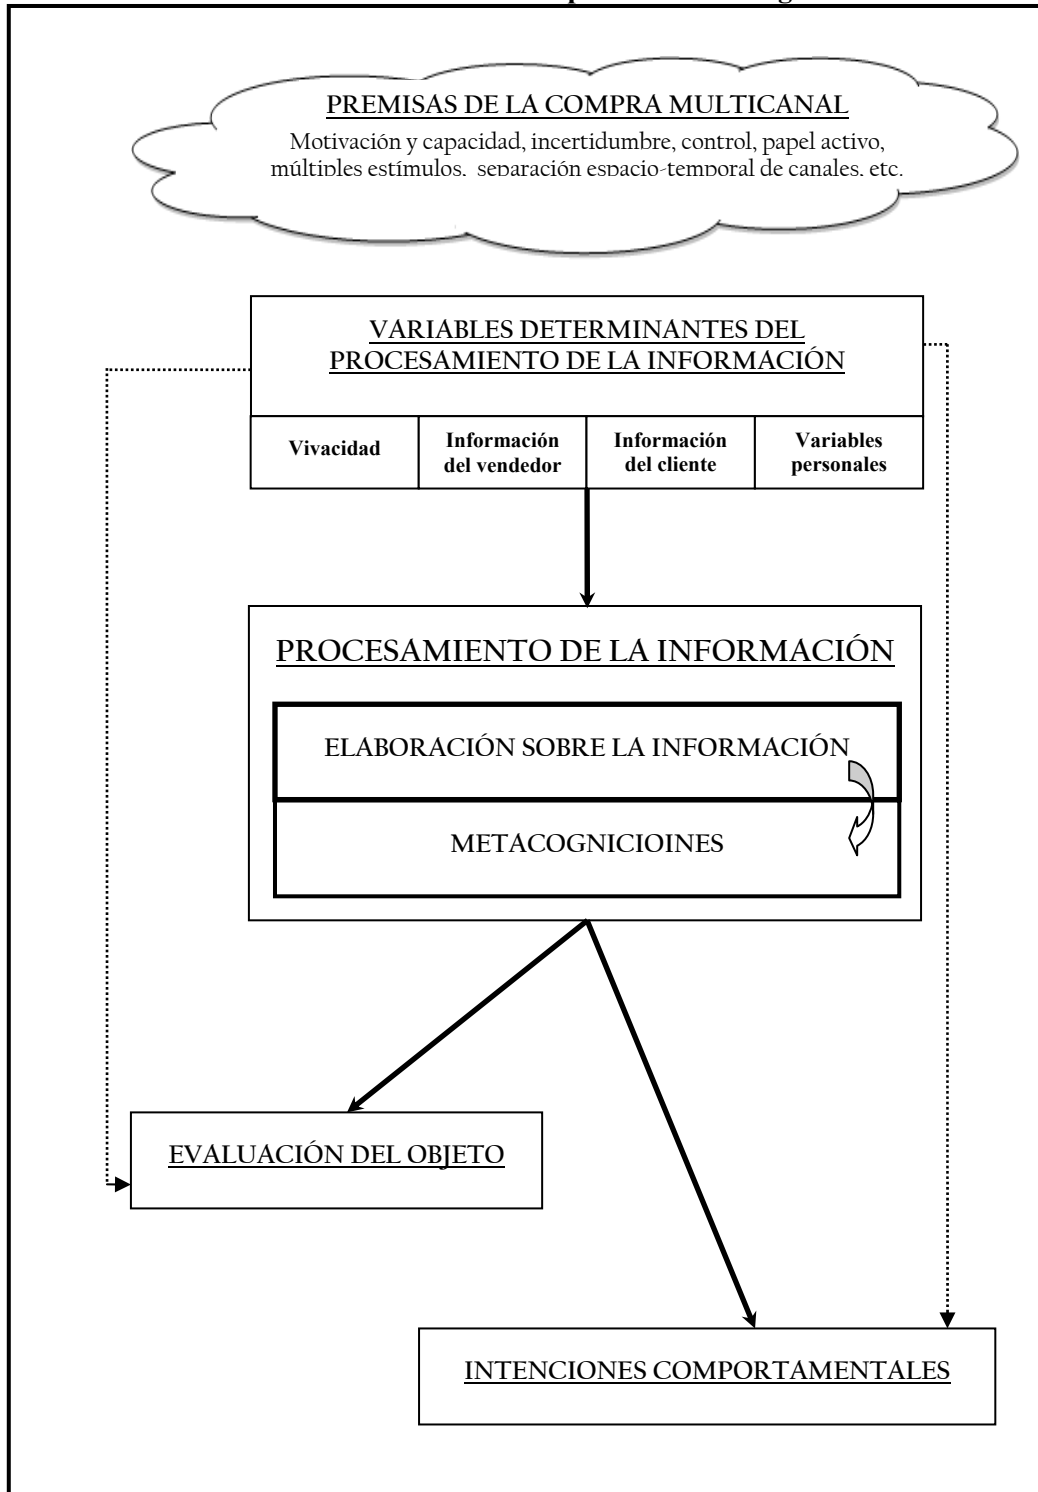 PREMISAS DE LA COMPRA MULTICANAL
Motivación y capacidad, incertidumbre, control, papel activo,
múltiples estímulos, separación espacio-temporal de canales, etc.
VARIABLES DETERMINANTES DEL
PROCESAMIENTO DE LA INFORMACIÓN
Vivacidad
Información
del vendedor
Información
del cliente
Variables
personales
PROCESAMIENTO DE LA INFORMACIÓN
ELABORACIÓN SOBRE LA INFORMACIÓN
METACOGNICIOINES
EVALUACIÓN DEL OBJETO
INTENCIONES COMPORTAMENTALES